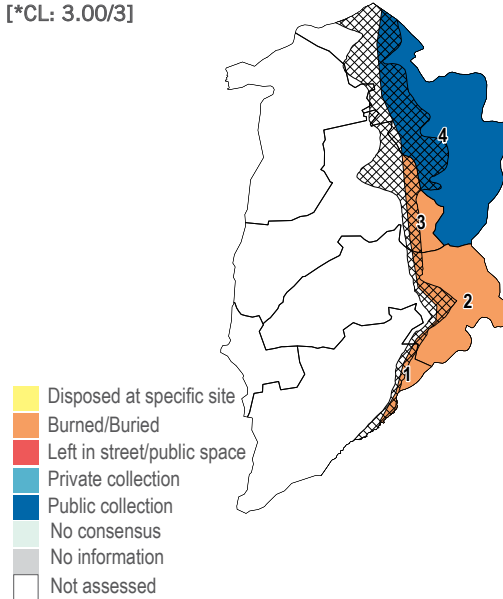 [*CL: 3.00/3]
4
3
2
1
Disposed at specific site
Burned/Buried
Left in street/public space
Private collection
Public collection
No consensus
No information
Not assessed